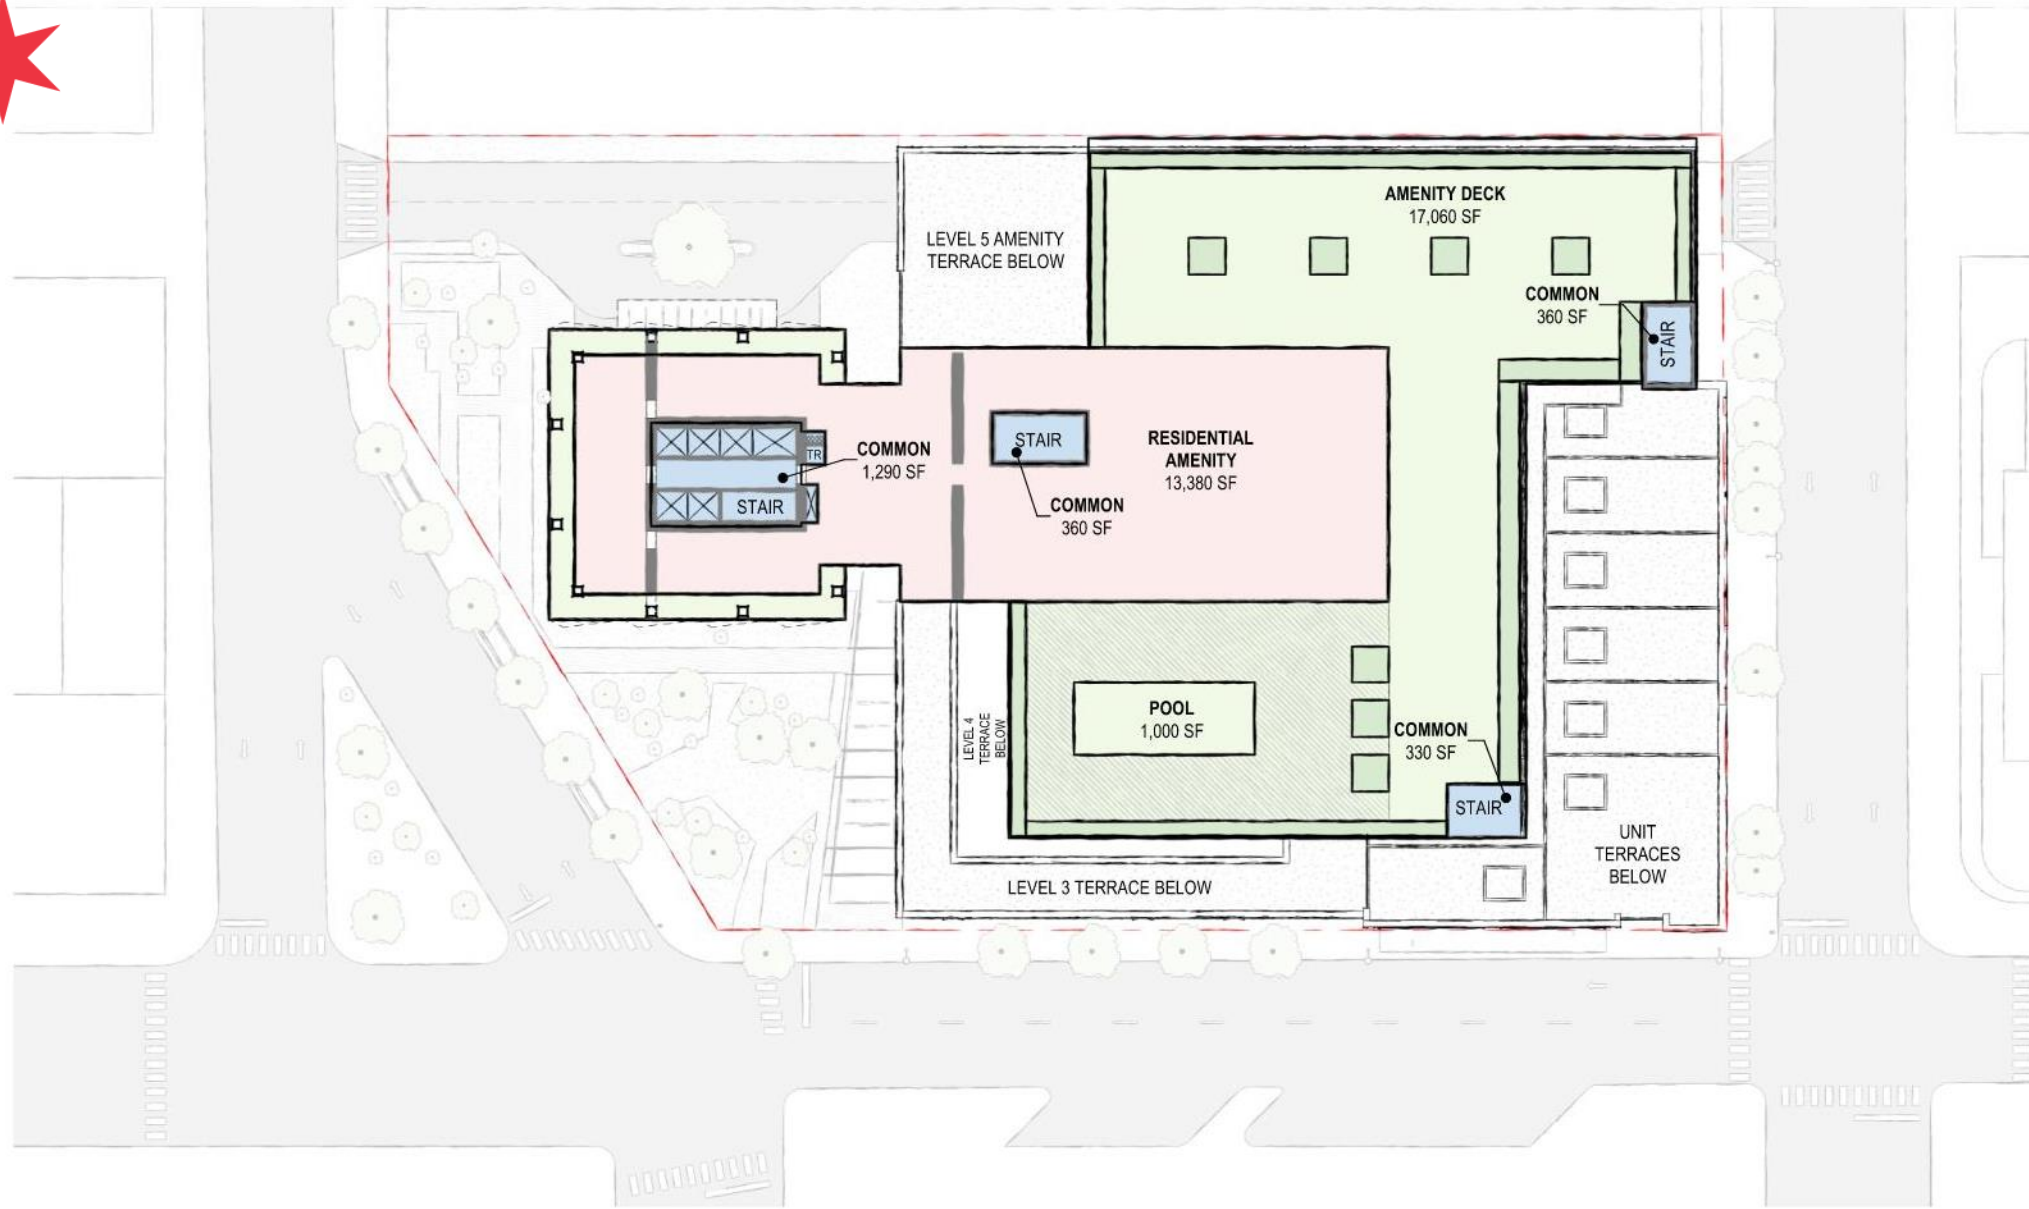 AMENITY DECK
17,060 SF
LEVEL 5 AMENITY
TERRACE BELOW
COMMON
360 SF
STAIR
COMMON
1,290 SF
TR
STAIR
STAIR
COMMON
360 SF
RESIDENTIAL
AMENITY
13,380 SF
POOL
1,000 SF
LEVEL 4
TERRACE
BELOW
COMMON
330 SF
STAIR
UNIT
TERRACES
BELOW
LEVEL 3 TERRACE BELOW